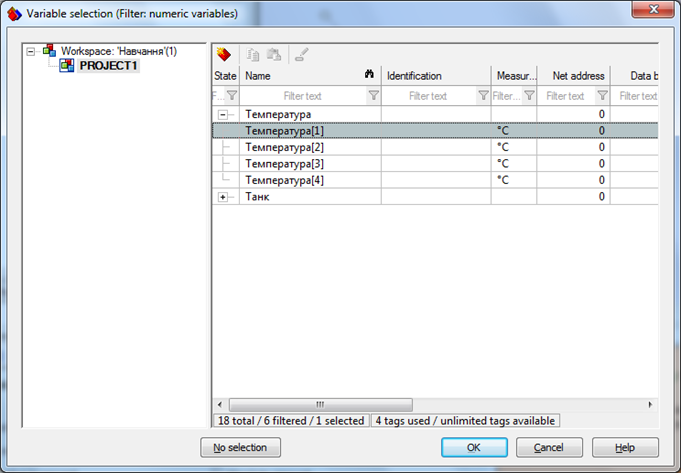 Variable selection (Filter: numeric variables)
Workspace: 'Навчання'(1)
PROJECT1
State Name Identification Measur... Net address Data b
F... Filter text Filter text Filter... Filter text Filter text
Температура 0
Температура[1] °C 0
Температура[2] °C 0
Температура[3] °C 0
Температура[4] °C 0
Танк 0
18 total / 6 filtered / 1 selected 4 tags used / unlimited tags available
No selection OK Cancel Help